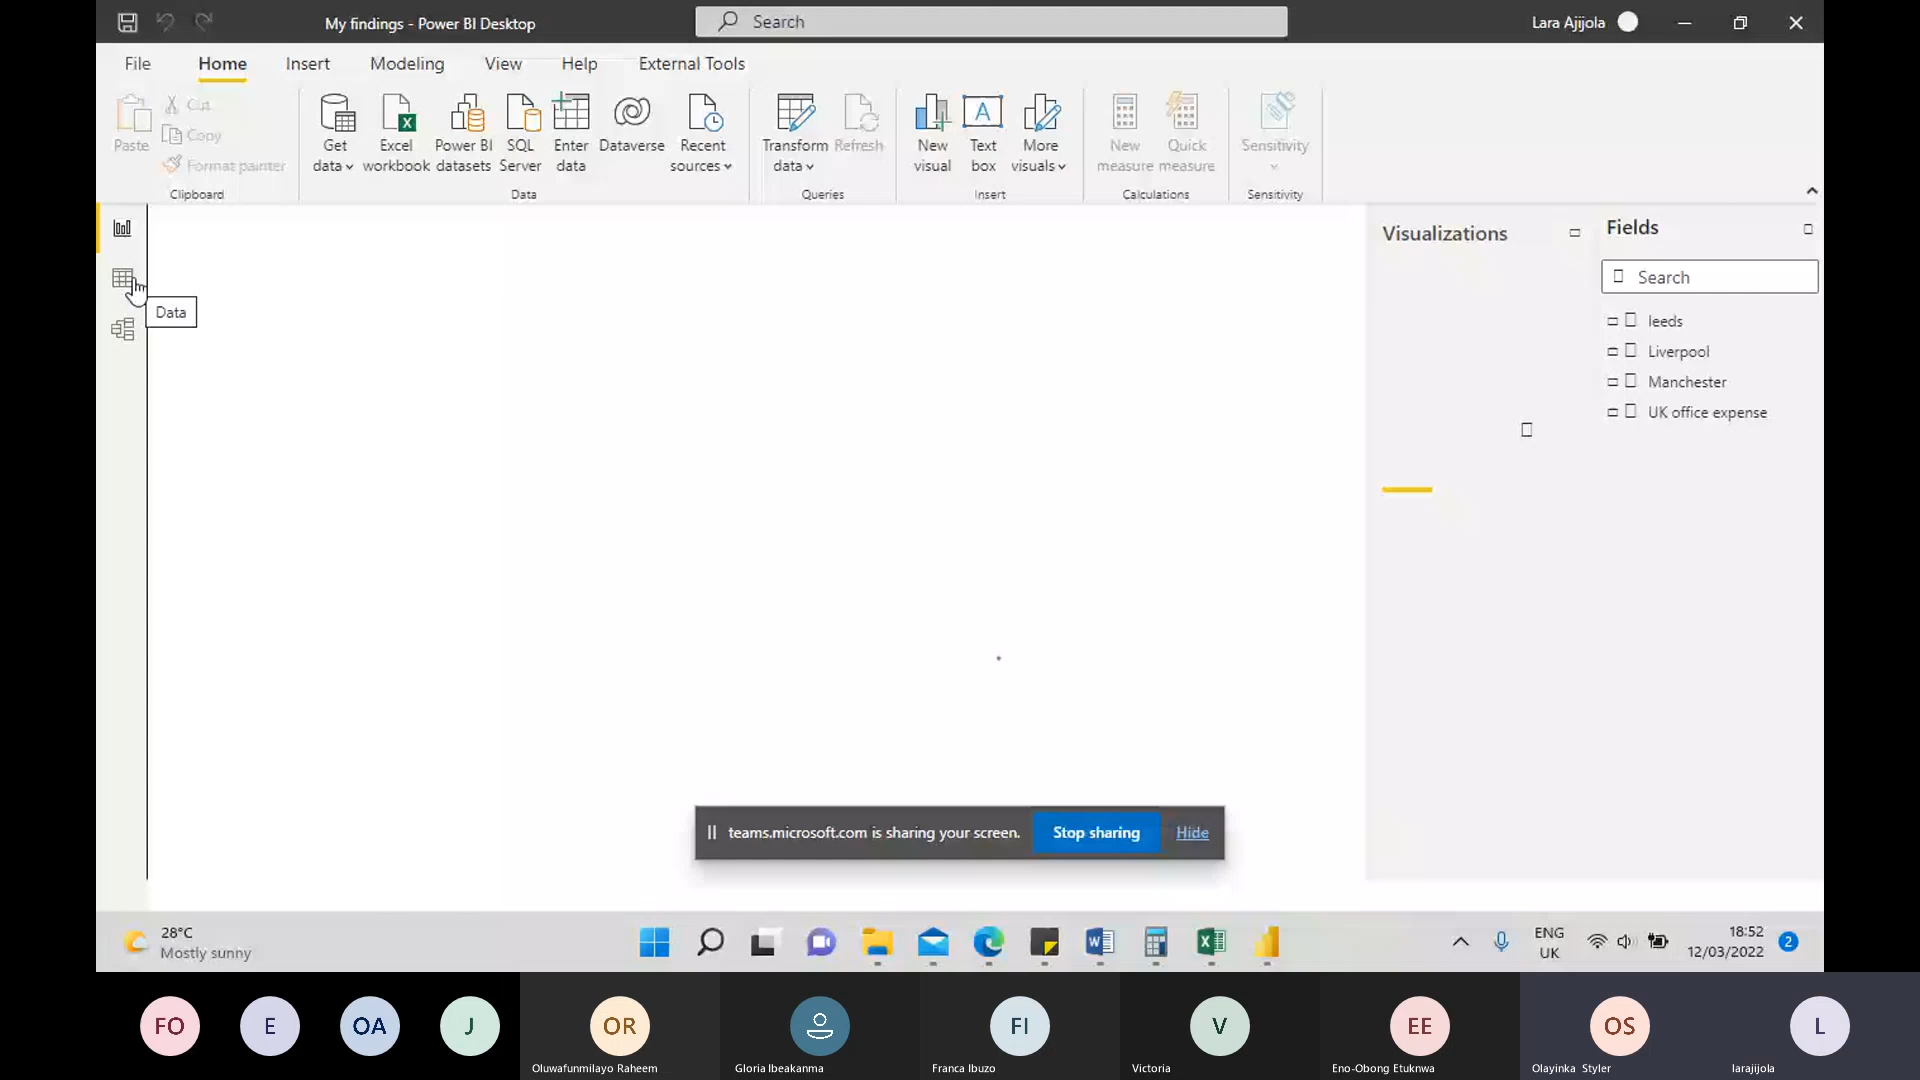 My findings - Power BI Desktop
Search
Lara Ajijola
File
Home
Insert
Modeling
View
Help
External Tools
Paste
Cut
Copy
Format painter
Clipboard
Get data
Excel workbook
Power BI datasets
SQL Server
Enter data
Dataverse
Recent sources
Data
Transform data
Refresh
Queries
New visual
Text box
More visuals
Insert
New measure
Quick measure
Calculations
Sensitivity
Sensitivity
Data
Visualizations
Fields
Search
leeds
Liverpool
Manchester
UK office expense
teams.microsoft.com is sharing your screen.
Stop sharing
Hide
28°C
Mostly sunny
ENG
UK
18:52
12/03/2022
2
FO
E
OA
J
OR
FI
V
EE
OS
L
Oluwafunmilayo Raheem
Gloria Ibeakanma
Franca Ibuzo
Victoria
Eno-Obong Etuknwa
Olayinka Styler
larajijola